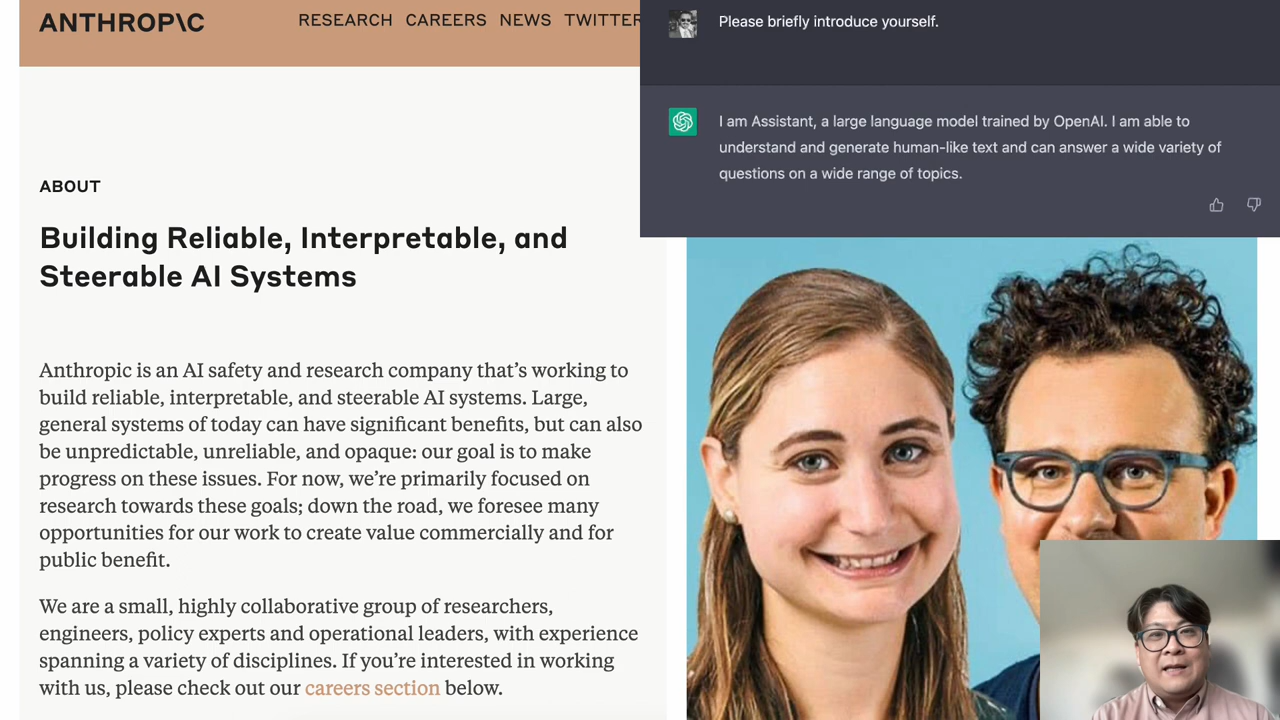 ANTHROP\C
RESEARCH CAREERS NEWS TWITTER
ABOUT
Building Reliable, Interpretable, and
Steerable AI Systems
Anthropic is an AI safety and research company that’s working to
build reliable, interpretable, and steerable AI systems. Large,
general systems of today can have significant benefits, but can also
be unpredictable, unreliable, and opaque: our goal is to make
progress on these issues. For now, we’re primarily focused on
research towards these goals; down the road, we foresee many
opportunities for our work to create value commercially and for
public benefit.
We are a small, highly collaborative group of researchers,
engineers, policy experts and operational leaders, with experience
spanning a variety of disciplines. If you’re interested in working
with us, please check out our careers section below.
Please briefly introduce yourself.
I am Assistant, a large language model trained by OpenAI. I am able to
understand and generate human-like text and can answer a wide variety of
questions on a wide range of topics.